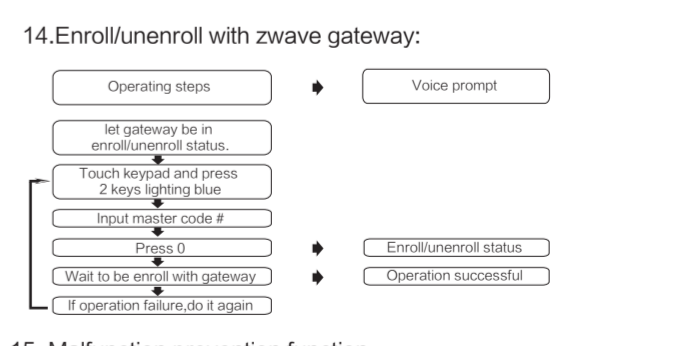 14.Enroll/unenroll with zwave gateway:
Operating steps
Voice prompt
let gateway be in
enroll/unenroll status.
Touch keypad and press
2 keys lighting blue
Input master code #
Press 0
Enroll/unenroll status
Wait to be enroll with gateway
Operation successful
If operation failure,do it again